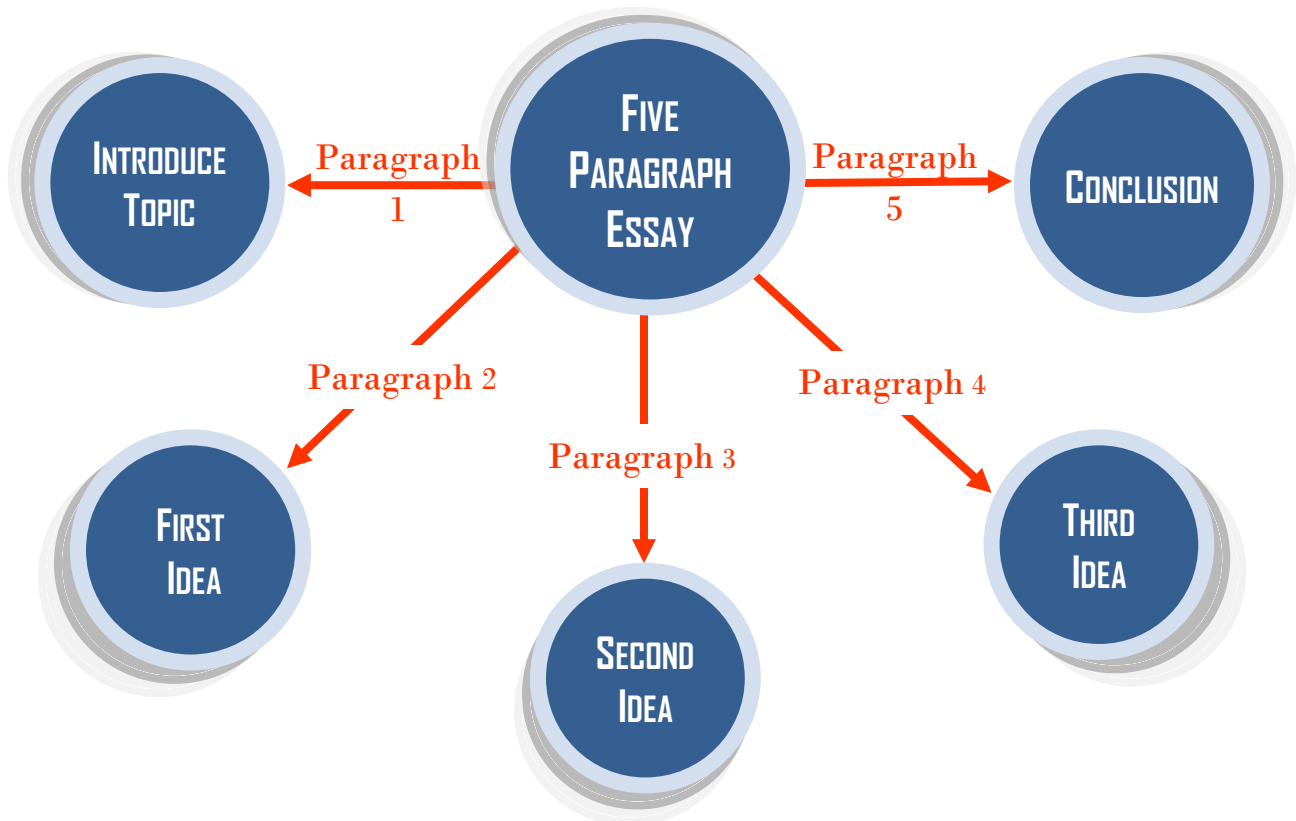 Five
Paragraph
Essay
Introduce
Topic
Paragraph
1
Paragraph
5
Conclusion
Paragraph 2
Paragraph 3
Paragraph 4
First
Idea
Second
Idea
Third
Idea